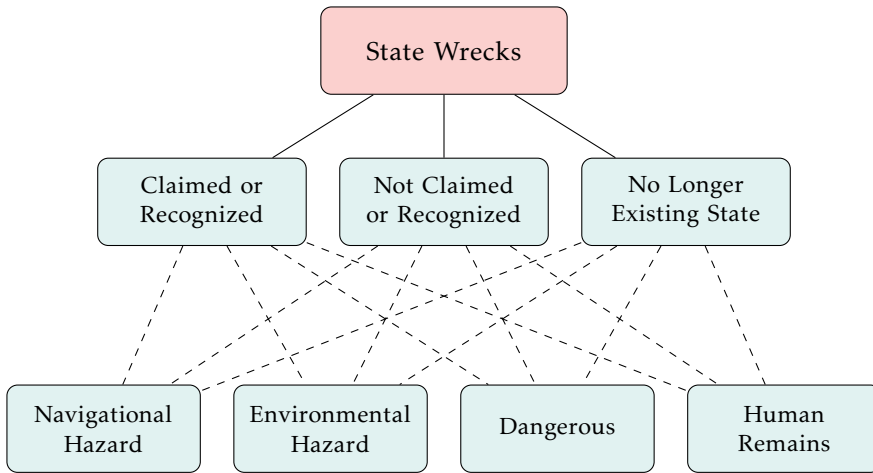 State Wrecks
Claimed or
Recognized
Not Claimed
or Recognized
No Longer
Existing State
Navigational
Hazard
Environmental
Hazard
Dangerous
Human
Remains